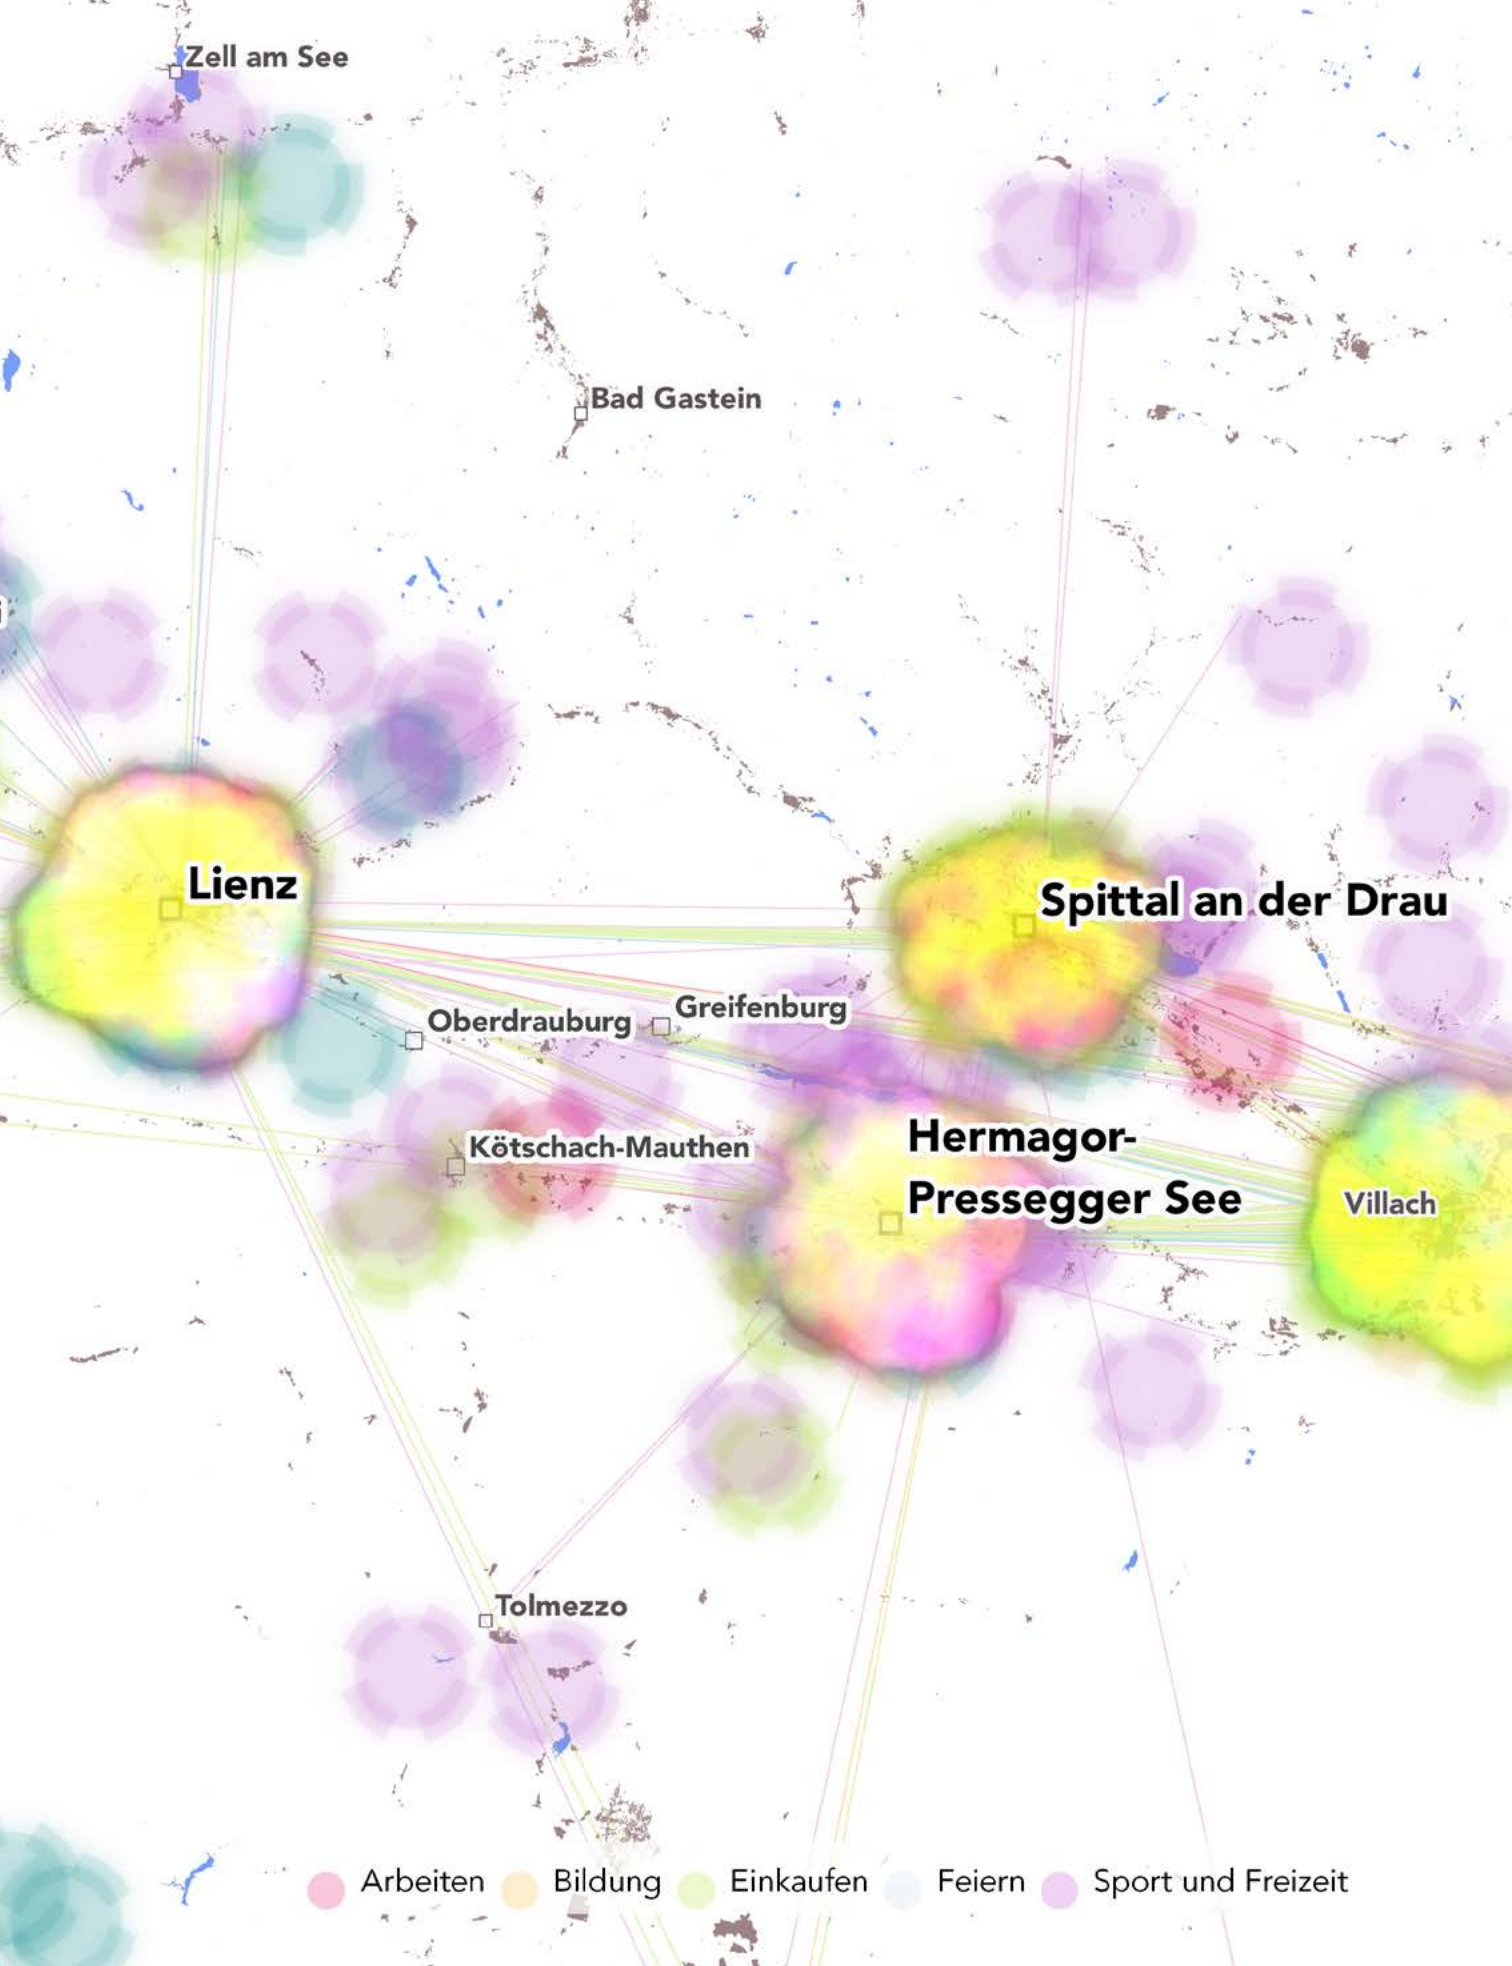 Zell am See
Bad Gastein
i
Lienz
Spittal an der Drau
Greifenburg
Oberdrauburg
Hermagor-
Pressegger See
Kötschach-Mauthen
Villach
Tolmezzo
Arbeiten Bildung Einkaufen Feiern Sport und Freizeit